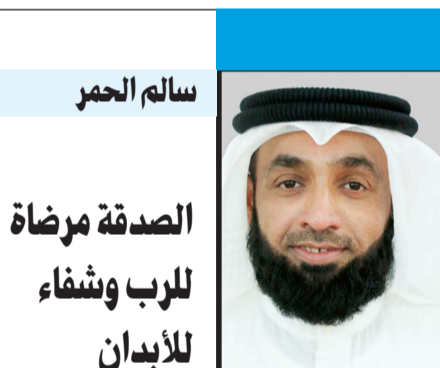 سالم الحمر
الصدقة مرضاة
للرب وشفاء
للأبدان